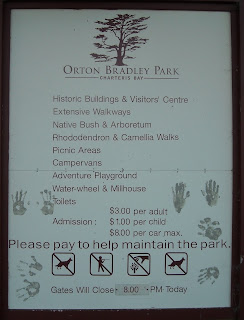 ORTON BRADLEY PARK
CHARTERIS BAY
Historic Buildings & Visitors' Centre
Extensive Walkways
Native Bush & Arboretum
Rhododendron & Camellia Walks
Picnic Areas
Campervans
Adventure Playground
Water-wheel & Millhouse
Toilets
$3.00 per adult
Admission : $1.00 per child
$8.00 per car max.
Please pay to help maintain the park.
Gates Will Close 8.00 PM Today